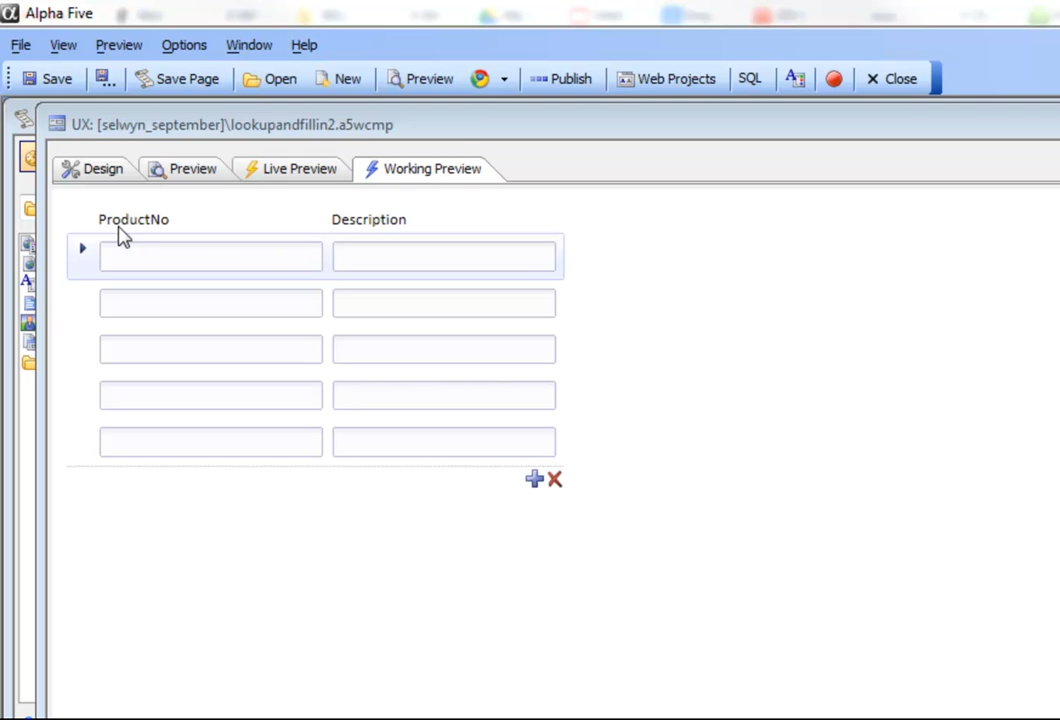 Alpha Five
File View Preview Options Window Help
Save Save Page Open New Preview Publish Web Projects SQL Close
UX: [selwyn_september]\lookupandfillin2.a5wcmp
Design Preview Live Preview Working Preview
ProductNo Description